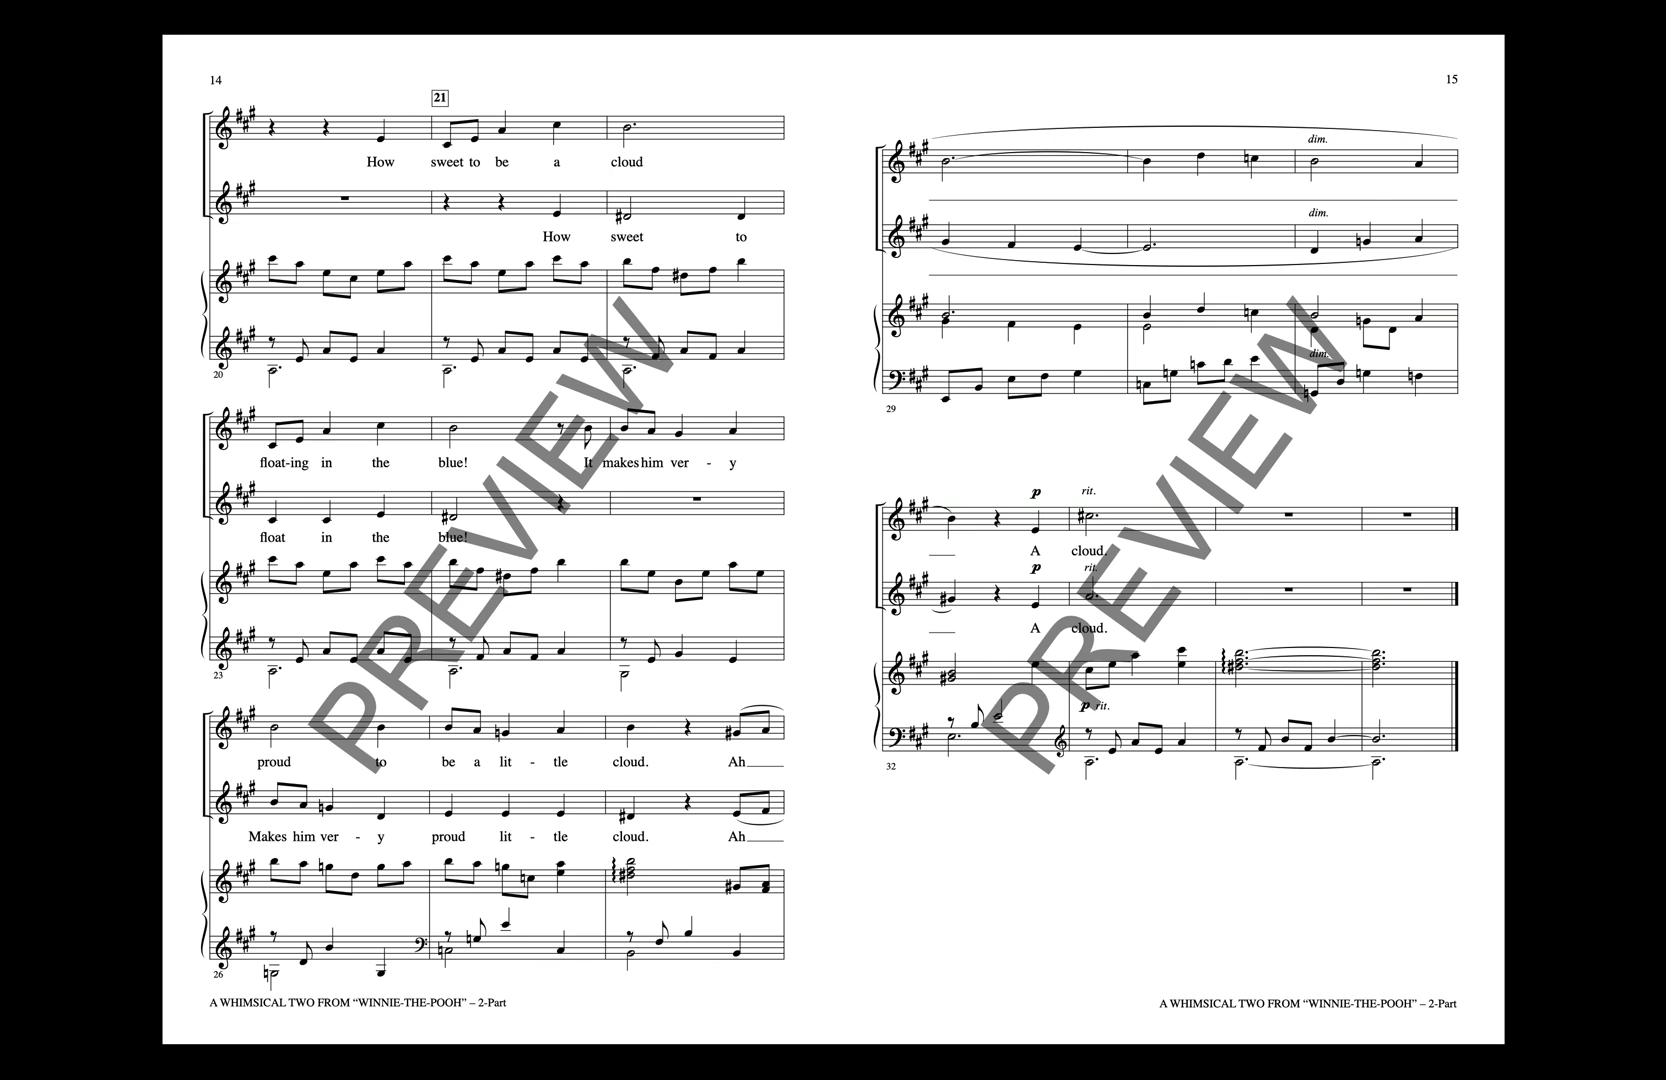 14
21
How sweet to be a cloud
How sweet to
20
float-ing in the blue! It makes him ver - y
float in the blue!
23
proud to be a lit - tle cloud. Ah
Makes him ver - y proud lit - tle cloud. Ah
26
A WHIMSICAL TWO FROM “WINNIE-THE-POOH” – 2-Part
PREVIEW
15
dim.
dim.
dim.
29
p rit.
A cloud.
p rit.
A cloud.
p rit.
32
A WHIMSICAL TWO FROM “WINNIE-THE-POOH” – 2-Part
PREVIEW